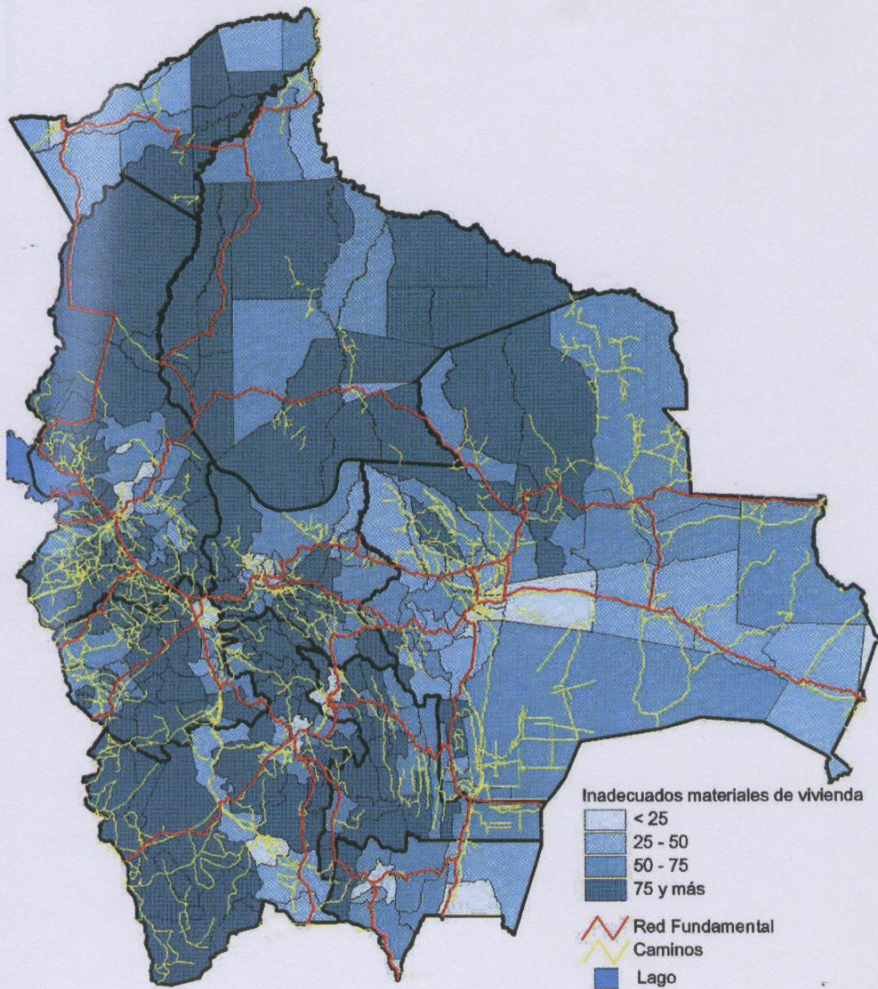 Inadecuados materiales de vivienda
< 25
25 - 50
50 - 75
75 y más
Red Fundamental
Caminos
Lago